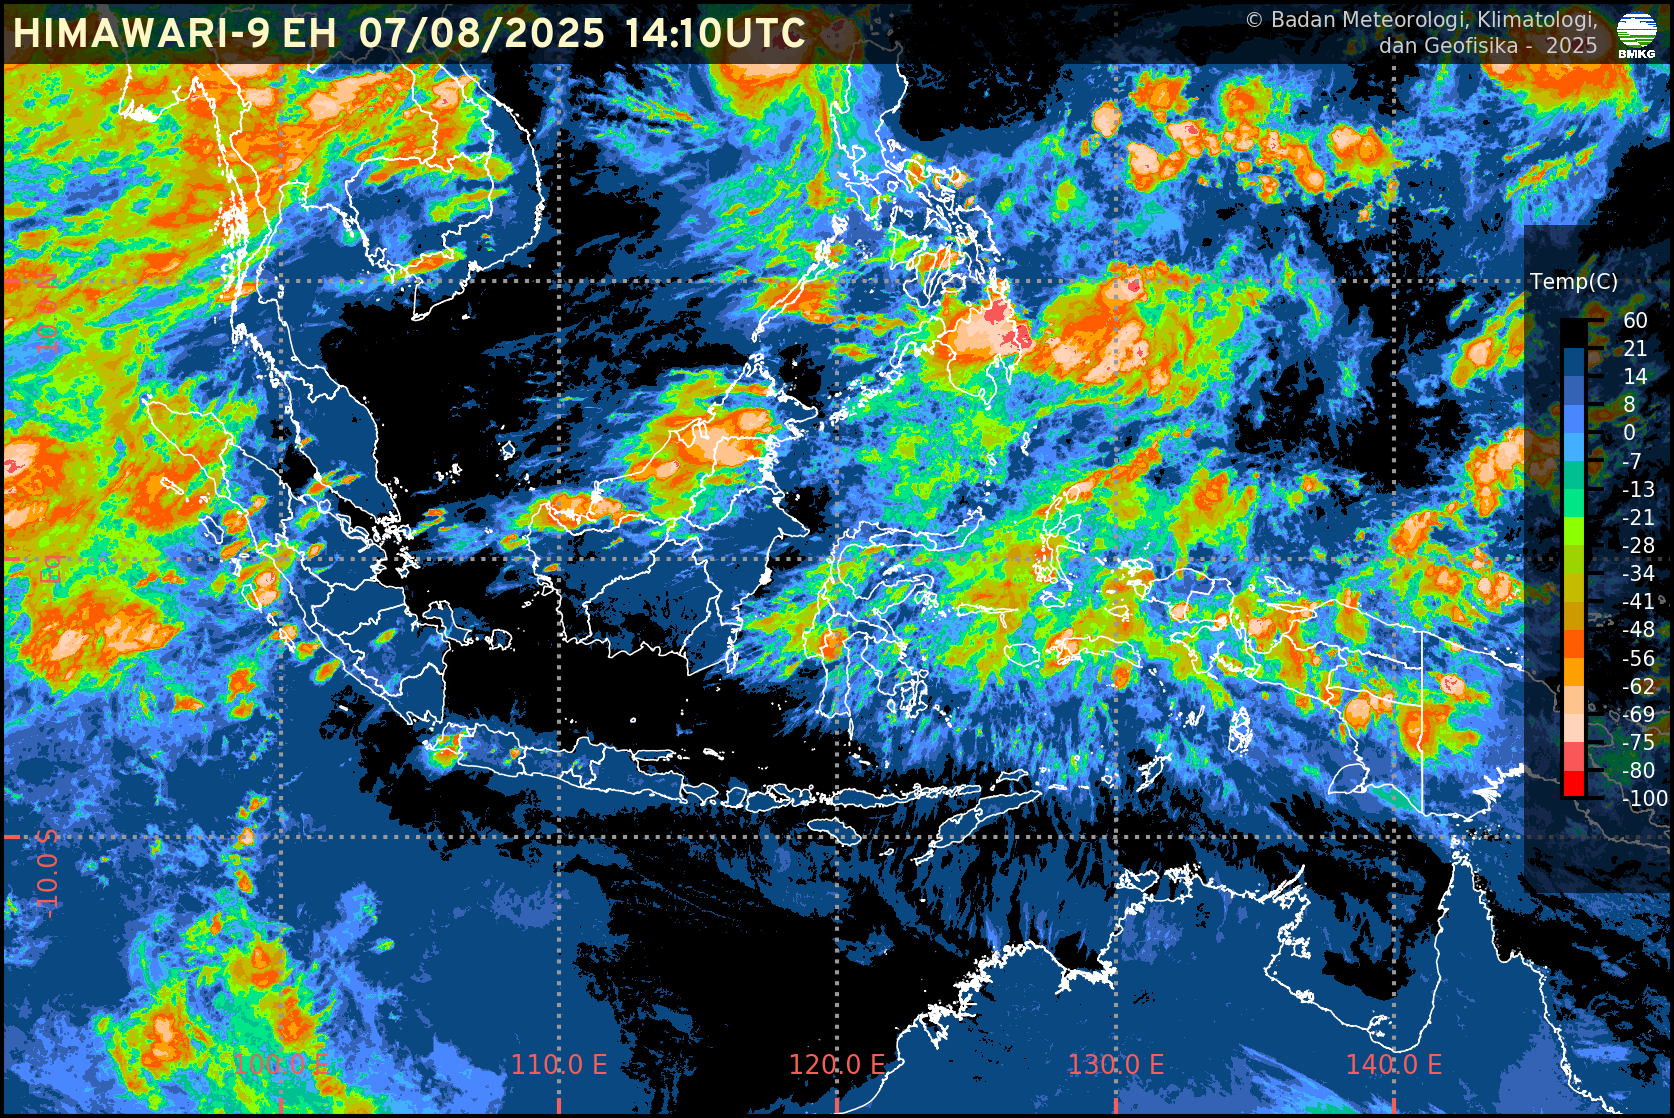 HIMAWARI-9 EH 07/08/2025 14:10UTC
© Badan Meteorologi, Klimatologi,
dan Geofisika - 2025
BMKG
Temp(C)
60
21
14
8
0
-7
-13
-21
-28
-34
-41
-48
-56
-62
-69
-75
-80
-100
10.0 N
Eq
-10.0 S
100.0 E
110.0 E
120.0 E
130.0 E
140.0 E